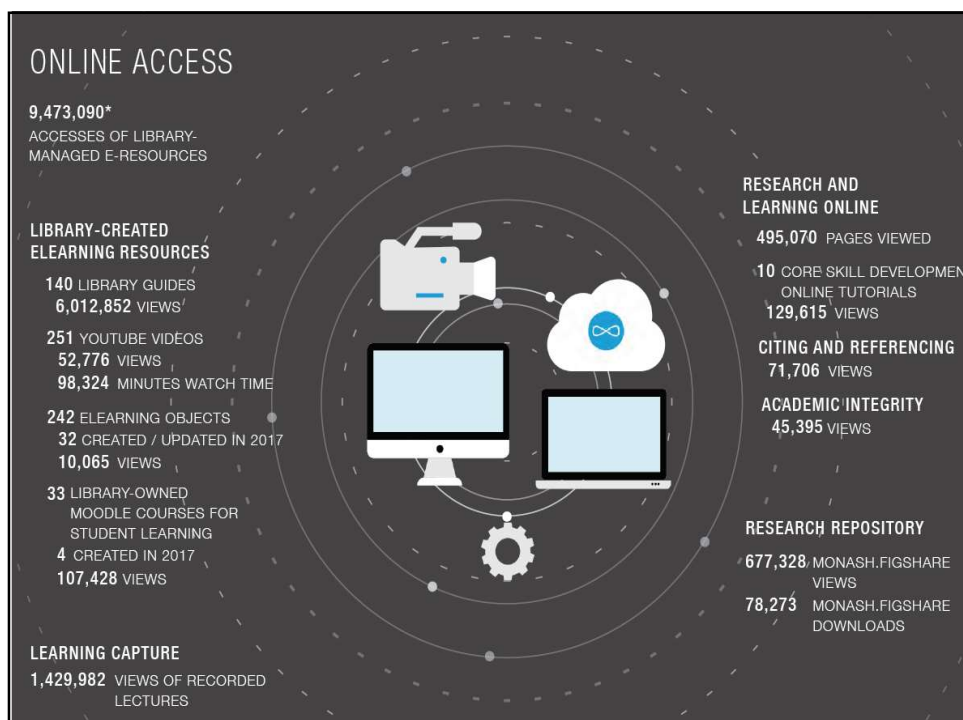 ONLINE ACCESS
9,473,090*
ACCESSES OF LIBRARY-
MANAGED E-RESOURCES
LIBRARY-CREATED
ELEARNING RESOURCES
140 LIBRARY GUIDES
6,012,852 VIEWS
251 YOUTUBE VIDEOS
52,776 VIEWS
98,324 MINUTES WATCH TIME
242 ELEARNING OBJECTS
32 CREATED / UPDATED IN 2017
10,065 VIEWS
33 LIBRARY-OWNED
MOODLE COURSES FOR
STUDENT LEARNING
4 CREATED IN 2017
107,428 VIEWS
LEARNING CAPTURE
1,429,982 VIEWS OF RECORDED
LECTURES
RESEARCH AND
LEARNING ONLINE
495,070 PAGES VIEWED
10 CORE SKILL DEVELOPMEN
ONLINE TUTORIALS
129,615 VIEWS
CITING AND REFERENCING
71,706 VIEWS
ACADEMIC INTEGRITY
45,395 VIEWS
RESEARCH REPOSITORY
677,328 MONASH.FIGSHARE
VIEWS
78,273 MONASH.FIGSHARE
DOWNLOADS